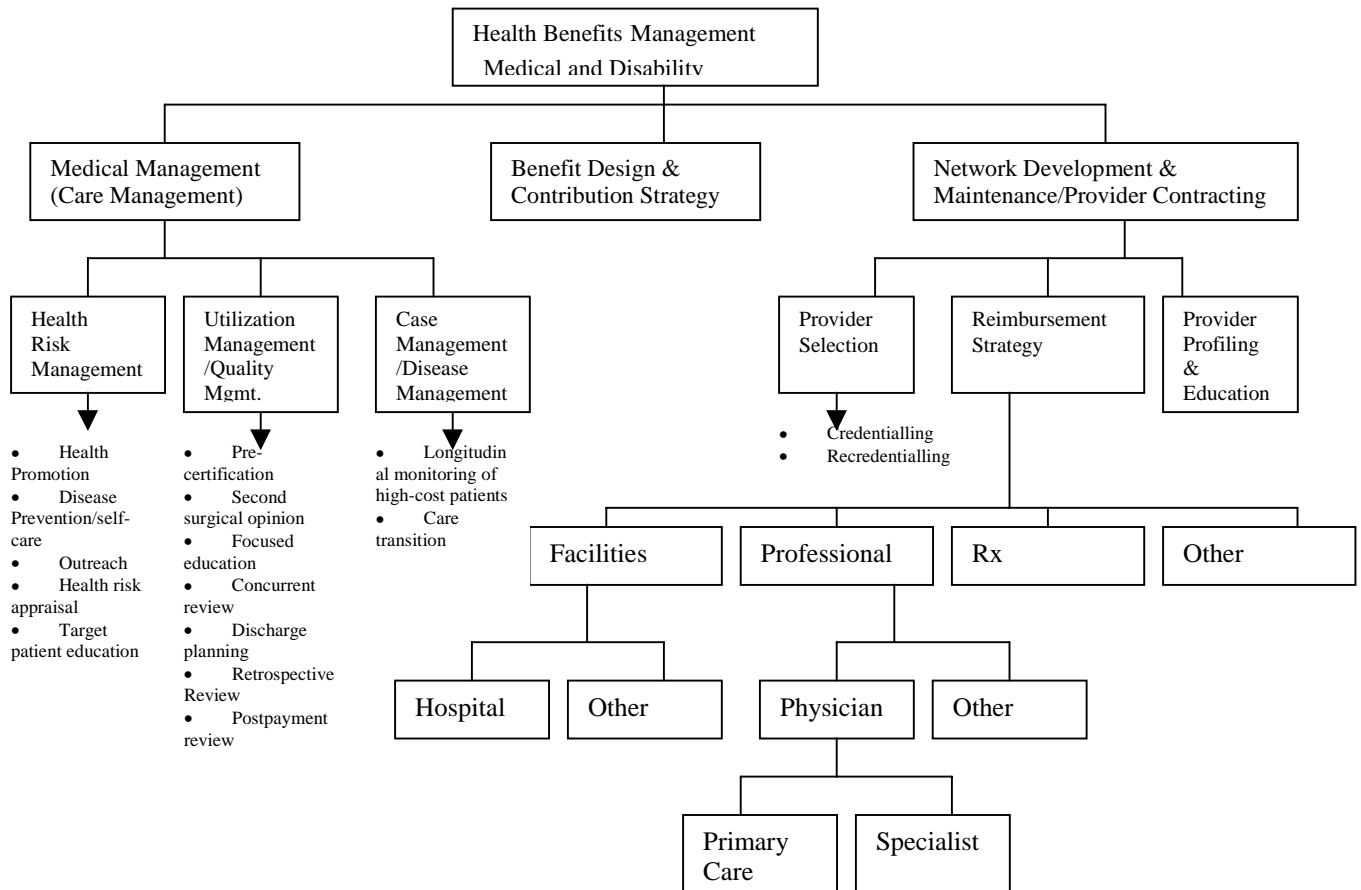 Health Benefits Management
Medical and Disability
Medical Management
(Care Management)
Benefit Design &
Contribution Strategy
Network Development &
Maintenance/Provider Contracting
Health
Risk
Management
Utilization
Management
/Quality
Mgmt.
Case
Management
/Disease
Management
Provider
Selection
Reimbursement
Strategy
Provider
Profiling
&
Education
• Health
Promotion
• Disease
Prevention/self-
care
• Outreach
• Health risk
appraisal
• Target
patient education
• Pre-
certification
• Second
surgical opinion
• Focused
education
• Concurrent
review
• Discharge
planning
• Retrospective
Review
• Postpayment
review
• Longitudin
al monitoring of
high-cost patients
• Care
transition
• Credentialling
• Recredentialling
Facilities
Professional
Rx
Other
Hospital
Other
Physician
Other
Primary
Care
Specialist